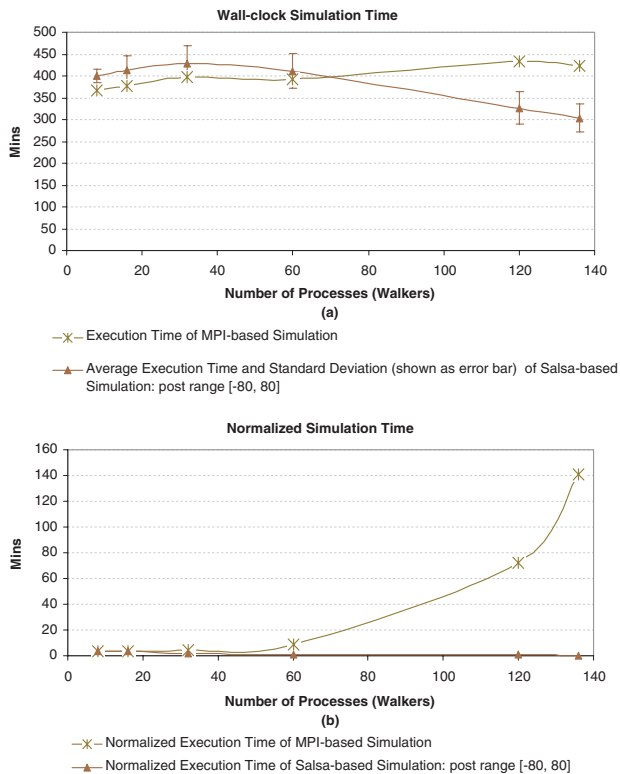 Wall-clock Simulation Time
500
450
400
350
300
250
200
150
100
50
0
Mins
0 20 40 60 80 100 120 140
Number of Processes (Walkers)
(a)
Execution Time of MPI-based Simulation
Average Execution Time and Standard Deviation (shown as error bar) of Salsa-based
Simulation: post range [-80, 80]
Normalized Simulation Time
160
140
120
100
80
60
40
20
0
Mins
0 20 40 60 80 100 120 140
Number of Processes (Walkers)
(b)
Normalized Execution Time of MPI-based Simulation
Normalized Execution Time of Salsa-based Simulation: post range [-80, 80]